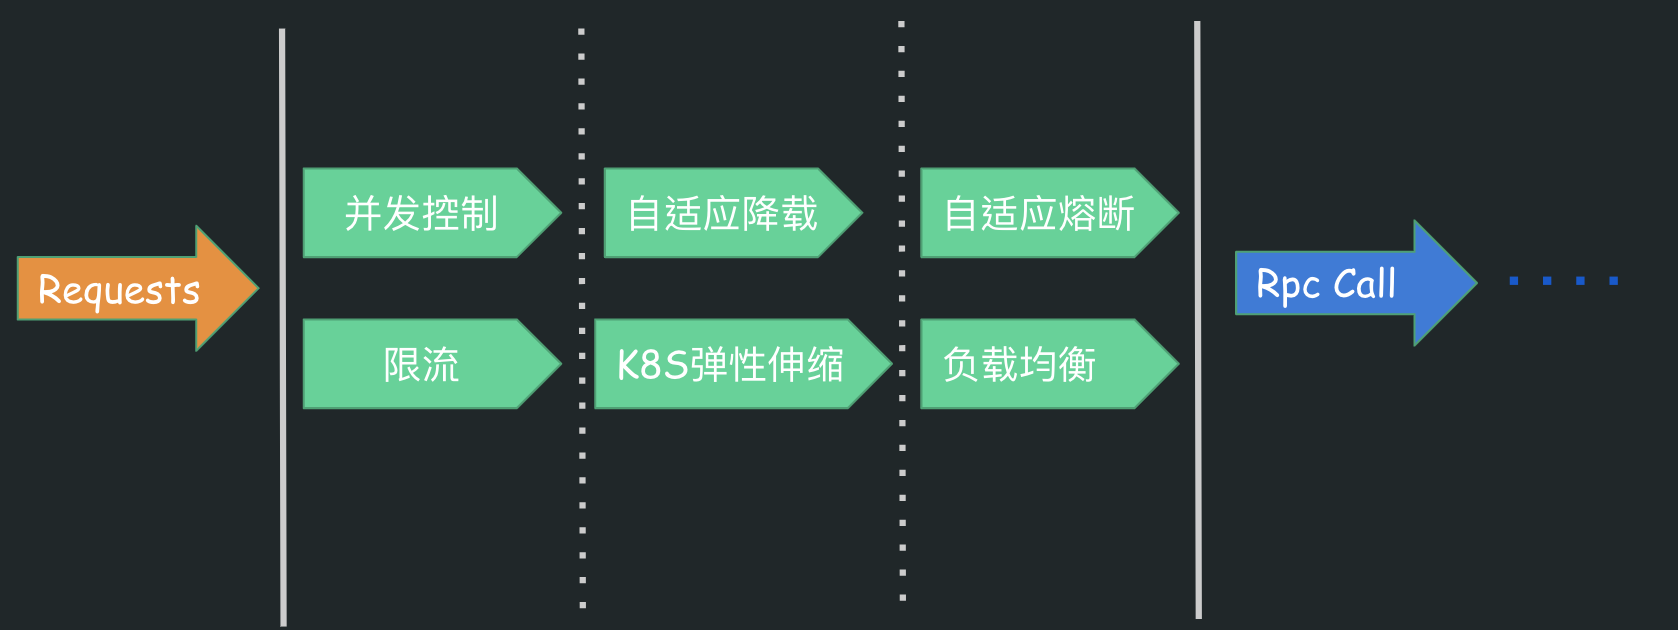 Requests
并发控制
限流
自适应降载
K8S弹性伸缩
自适应熔断
负载均衡
Rpc Call